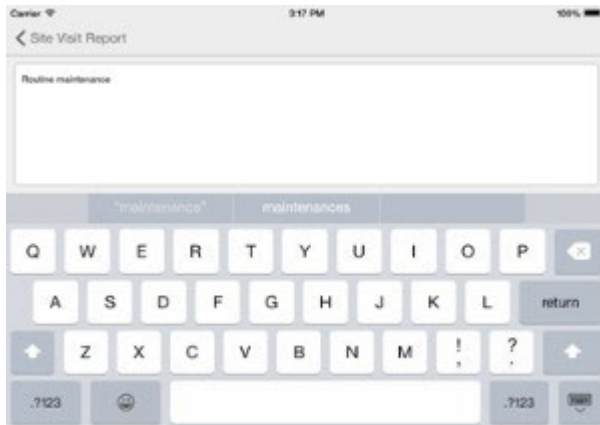 Carrier 3:17 PM 100%
Site Visit Report
Routine maintenance
"maintenance" maintenances
Q W E R T Y U I O P
A S D F G H J K L return
Z X C V B N M ! , ? .
.?123 .?123